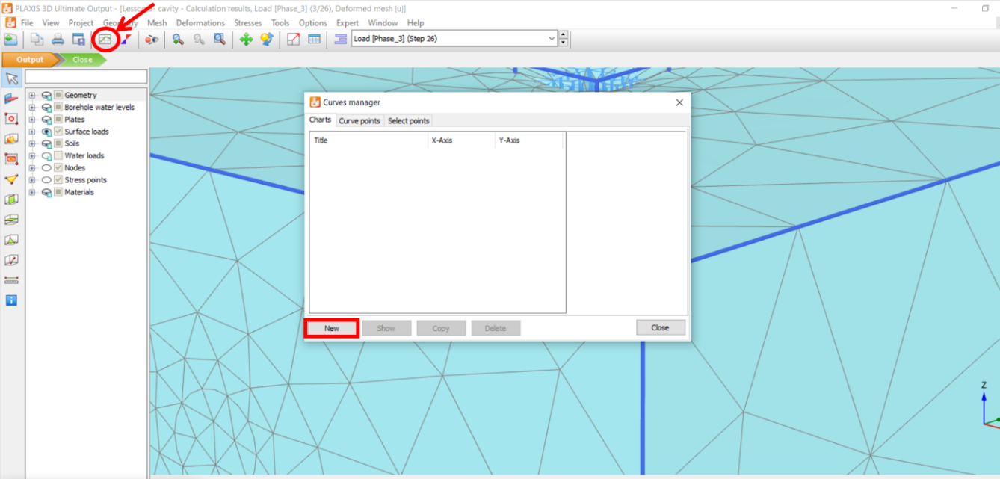 PLAXIS 3D Ultimate Output - [Lesson - cavity - Calculation results, Load [Phase_3] (3/26), Deformed mesh |u|]
File View Project Geometry Mesh Deformations Stresses Tools Options Expert Window Help
Load [Phase_3] (Step 26)
Output Close
Geometry
Borehole water levels
Plates
Surface loads
Soils
Water loads
Nodes
Stress points
Materials
Curves manager
Charts Curve points Select points
Title X-Axis Y-Axis
New Show Copy Delete Close
Z